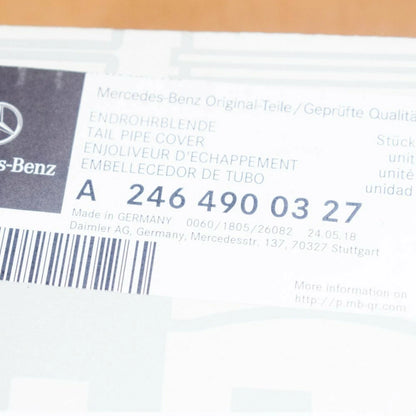 Mercedes-Benz Original-Teile/Geprüfte Qualitä
ENDROHRBLENDE
TAIL PIPE COVER
ENJOLIVEUR D'ECHAPPEMENT
EMBELLECEDOR DE TUBO
Stück
unit
unité
unidad
s-Benz
A 246 490 03 27
Made in GERMANY 0060/1805/26082 24.05.18
Daimler AG, Germany, Mercedesstr. 137, 70327 Stuttgart
More information on
http://p.mb-qr.com